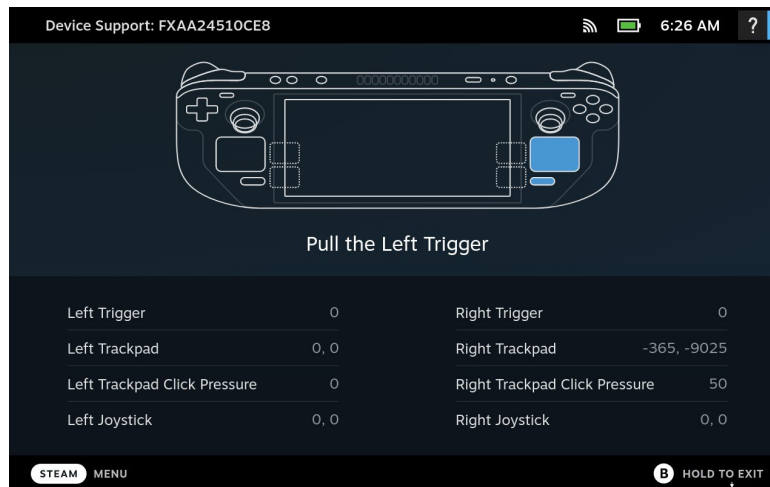 Device Support: FXAA24510CE8 6:26 AM ?
Pull the Left Trigger
Left Trigger 0 Right Trigger 0
Left Trackpad 0, 0 Right Trackpad -365, -9025
Left Trackpad Click Pressure 0 Right Trackpad Click Pressure 50
Left Joystick 0, 0 Right Joystick 0, 0
STEAM MENU B HOLD TO EXIT